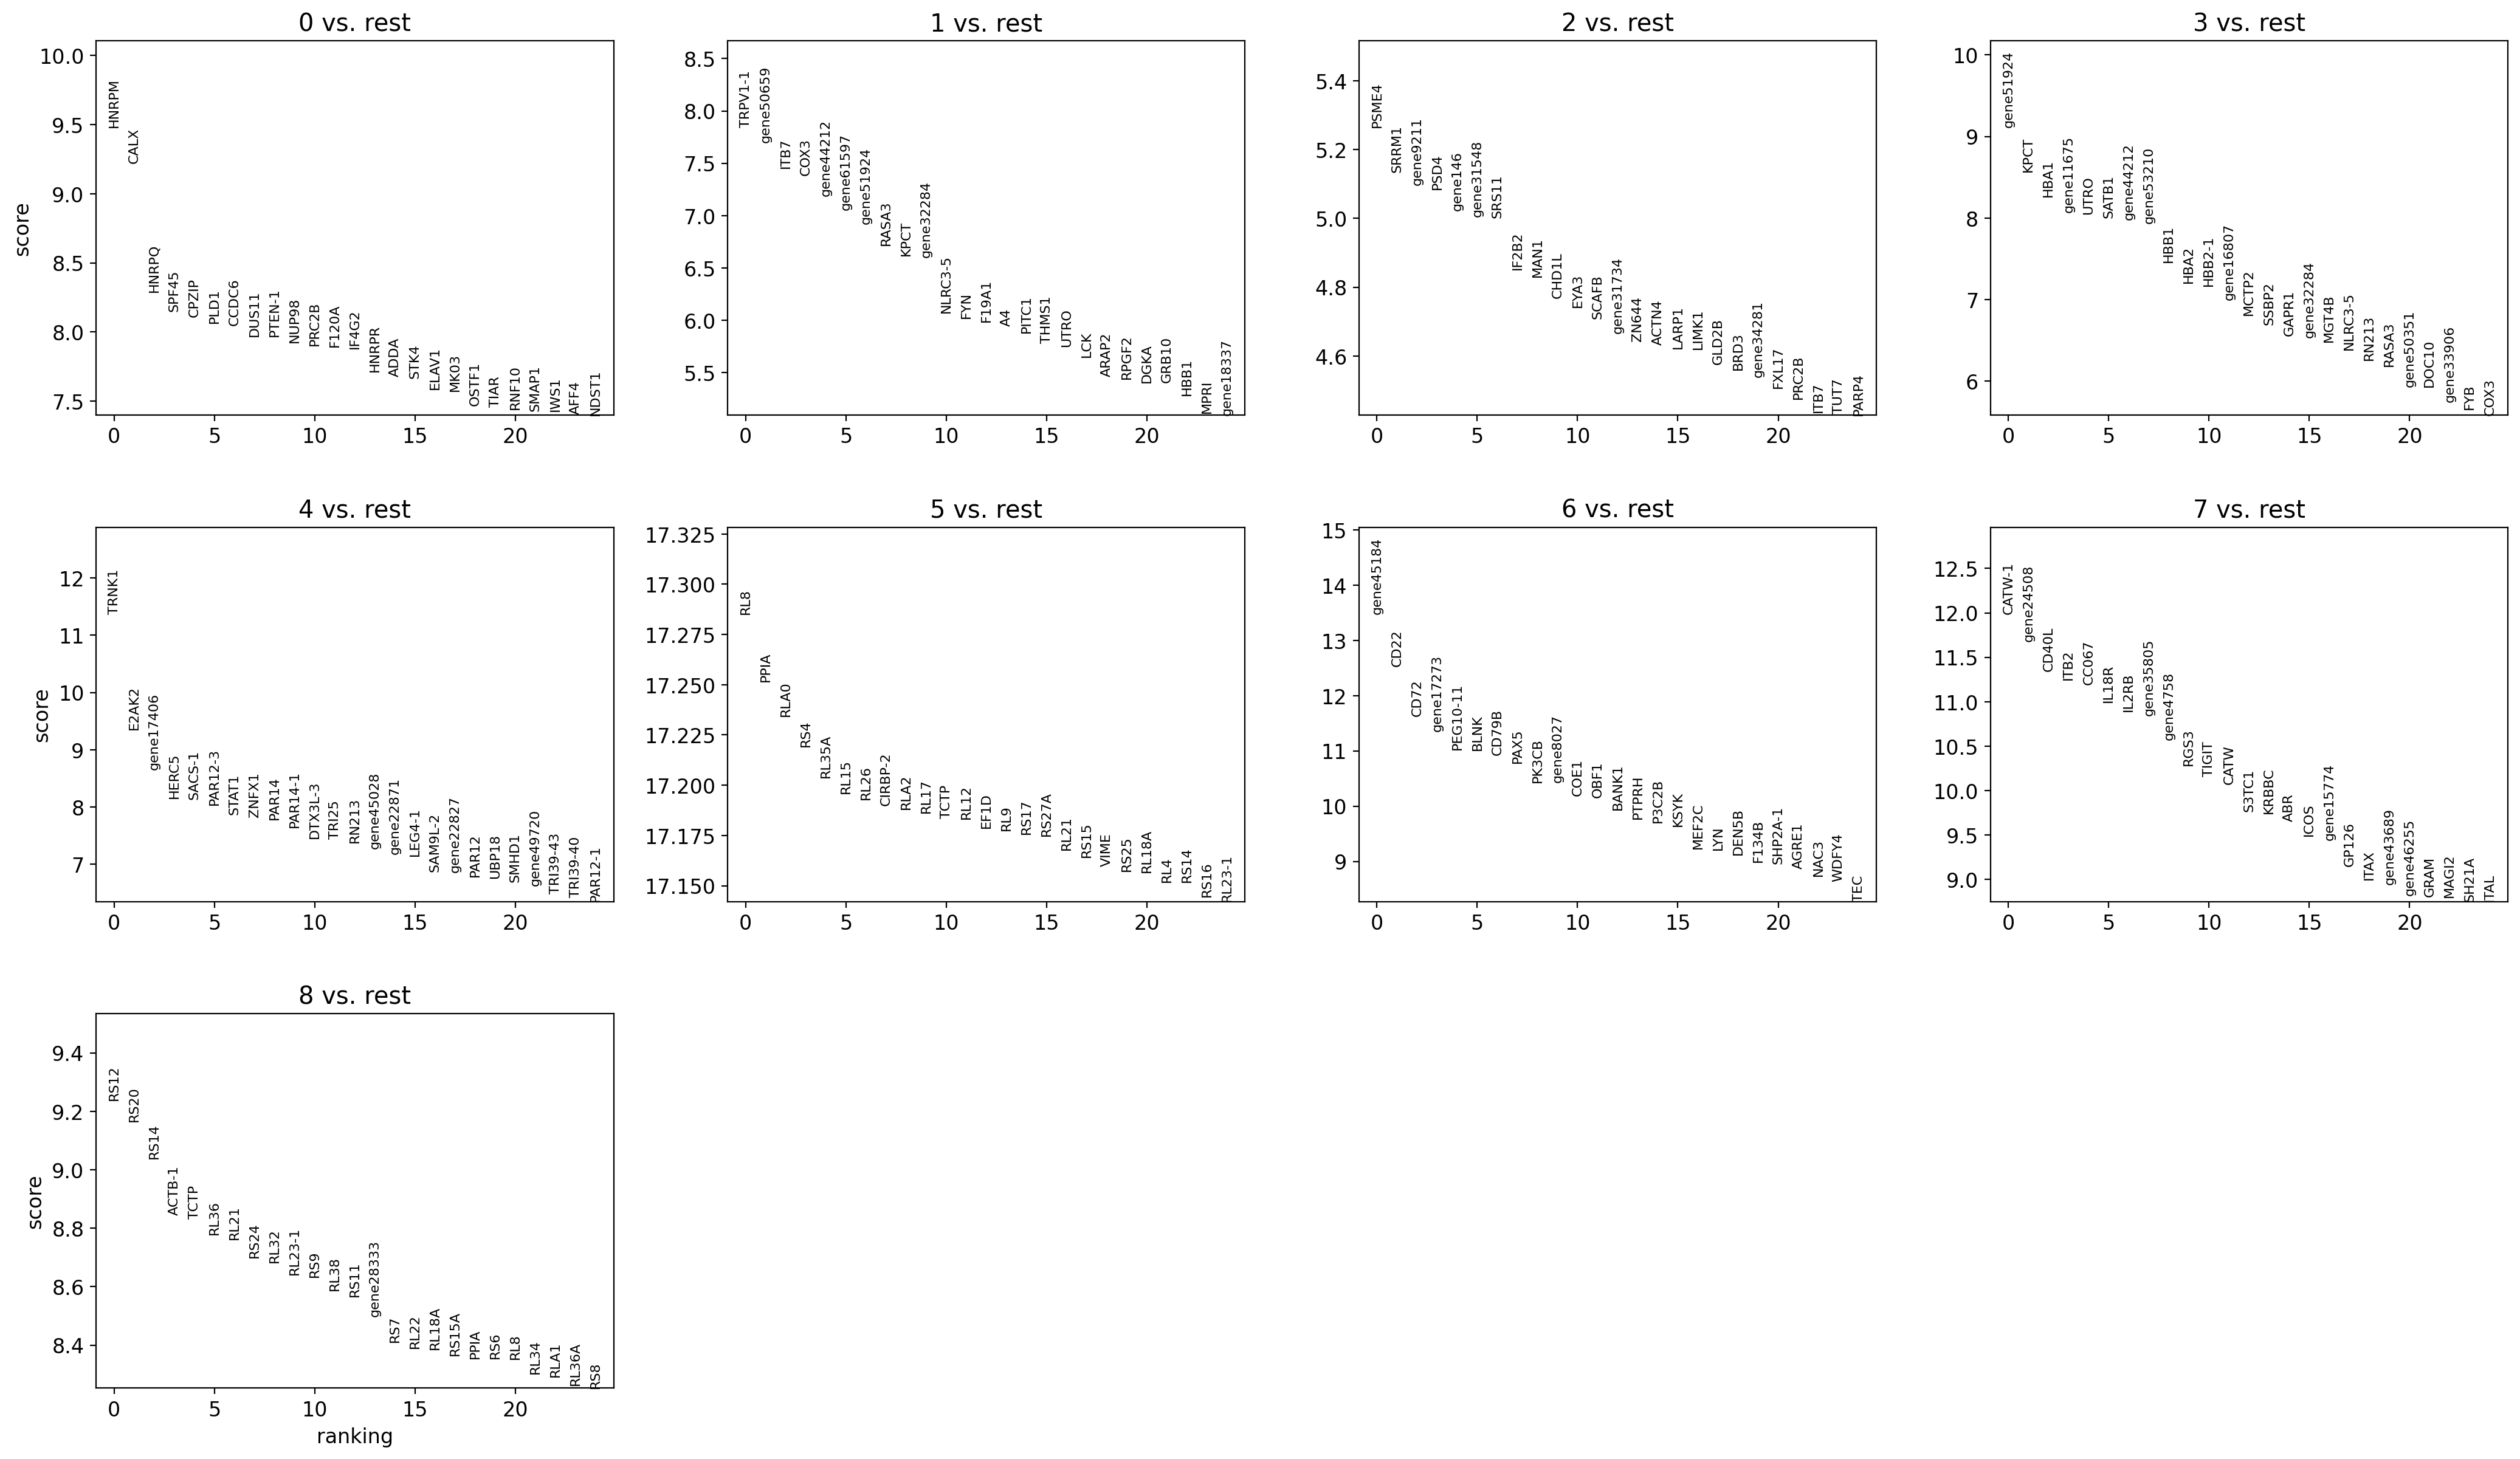 0 vs. rest
score
10.0
9.5
9.0
8.5
8.0
7.5
HNRPM
CALX
HNRPQ
SPF45
CPZIP
PLD1
CCDC6
DUS11
PTEN-1
NUP98
PRC2B
F120A
IF4G2
HNRPR
ADDA
STK4
ELAV1
MK03
OSTF1
TIAR
RNF10
SMAP1
IWS1
AFF4
NDST1
0 5 10 15 20
1 vs. rest
8.5
8.0
7.5
7.0
6.5
6.0
5.5
TRPV1-1
gene50659
ITB7
COX3
gene44212
gene61597
gene51924
RASA3
KPCT
gene32284
NLRC3-5
FYN
F19A1
A4
PITC1
THMS1
UTRO
LCK
ARAP2
RPGF2
DGKA
GRB10
HBB1
MPRI
gene18337
0 5 10 15 20
2 vs. rest
5.4
5.2
5.0
4.8
4.6
PSME4
SRRM1
gene9211
PSD4
gene146
gene31548
SRS11
IF2B2
MAN1
CHD1L
EYA3
SCAFB
gene31734
ZN644
ACTN4
LARP1
LIMK1
GLD2B
BRD3
gene34281
FXL17
PRC2B
ITB7
TUT7
PARP4
0 5 10 15 20
3 vs. rest
10
9
8
7
6
gene51924
KPCT
HBA1
gene11675
UTRO
SATB1
gene44212
gene53210
HBB1
HBA2
HBB2-1
gene16807
MCTP2
SSBP2
GAPR1
gene32284
MGT4B
NLRC3-5
RN213
RASA3
gene50351
DOC10
gene33906
FYB
COX3
0 5 10 15 20
4 vs. rest
score
12
11
10
9
8
7
TRNK1
E2AK2
gene17406
HERC5
SACS-1
PAR12-3
STAT1
ZNFX1
PAR14
PAR14-1
DTX3L-3
TRI25
RN213
gene45028
gene22871
LEG4-1
SAM9L-2
gene22827
PAR12
UBP18
SMHD1
gene49720
TRI39-43
TRI39-40
PAR12-1
0 5 10 15 20
5 vs. rest
17.325
17.300
17.275
17.250
17.225
17.200
17.175
17.150
RL8
PPIA
RLA0
RS4
RL35A
RL15
RL26
CIRBP-2
RLA2
RL17
TCTP
RL12
EF1D
RL9
RS17
RS27A
RL21
RS15
VIME
RS25
RL18A
RL4
RS14
RS16
RL23-1
0 5 10 15 20
6 vs. rest
15
14
13
12
11
10
9
gene45184
CD22
CD72
gene17273
PEG10-11
BLNK
CD79B
PAX5
PK3CB
gene8027
COE1
OBF1
BANK1
PTPRH
P3C2B
KSYK
MEF2C
LYN
DEN5B
F134B
SHP2A-1
AGRE1
NAC3
WDFY4
TEC
0 5 10 15 20
7 vs. rest
12.5
12.0
11.5
11.0
10.5
10.0
9.5
9.0
CATW-1
gene24508
CD40L
ITB2
CC067
IL18R
IL2RB
gene35805
gene4758
RGS3
TIGIT
CATW
S3TC1
KRBBC
ABR
ICOS
gene15774
GP126
ITAX
gene43689
gene46255
GRAM
MAGI2
SH21A
0 5 10 15 20
8 vs. rest
score
9.4
9.2
9.0
8.8
8.6
8.4
RS12
RS20
RS14
ACTB-1
TCTP
RL36
RL21
RS24
RL32
RL23-1
RS9
RL38
RS11
gene28333
RS7
RL22
RL18A
RS15A
PPIA
RS6
RL8
RL34
RLA1
RL36A
RS8
0 5 10 15 20
ranking